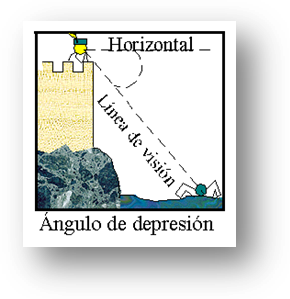 Horizontal
Línea de visión
Ángulo de depresión